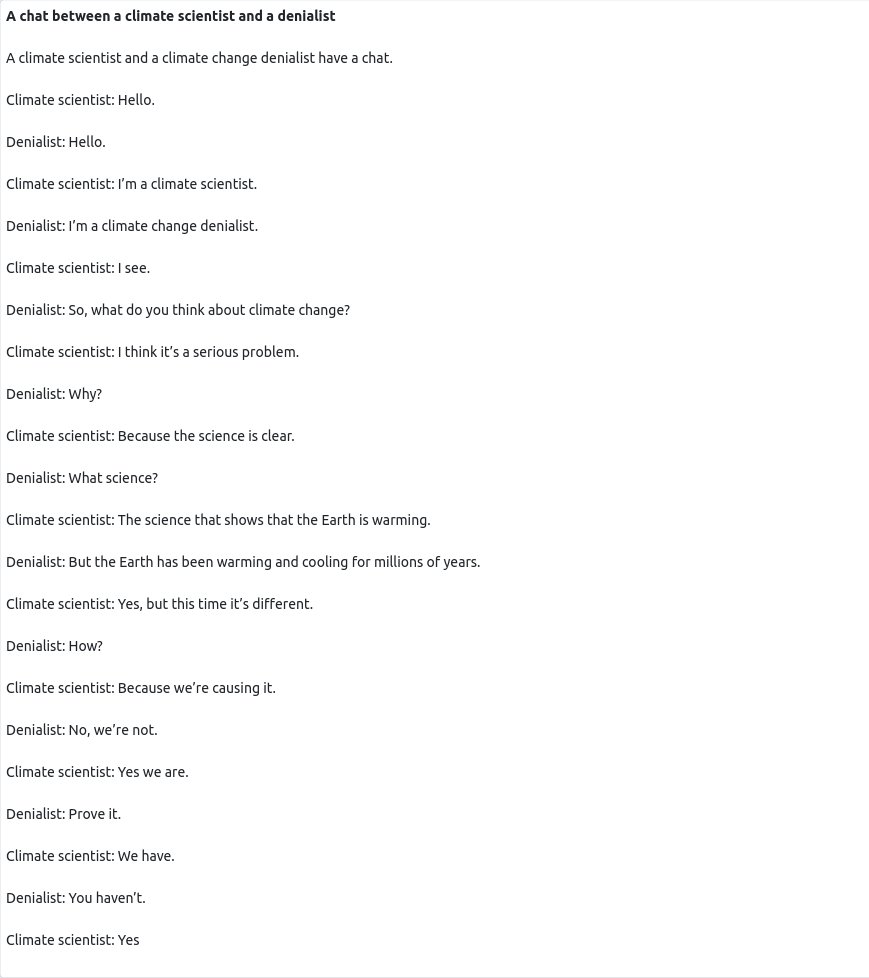 A chat between a climate scientist and a denialist
A climate scientist and a climate change denialist have a chat.
Climate scientist: Hello.
Denialist: Hello.
Climate scientist: I’m a climate scientist.
Denialist: I’m a climate change denialist.
Climate scientist: I see.
Denialist: So, what do you think about climate change?
Climate scientist: I think it’s a serious problem.
Denialist: Why?
Climate scientist: Because the science is clear.
Denialist: What science?
Climate scientist: The science that shows that the Earth is warming.
Denialist: But the Earth has been warming and cooling for millions of years.
Climate scientist: Yes, but this time it’s different.
Denialist: How?
Climate scientist: Because we’re causing it.
Denialist: No, we’re not.
Climate scientist: Yes we are.
Denialist: Prove it.
Climate scientist: We have.
Denialist: You haven’t.
Climate scientist: Yes